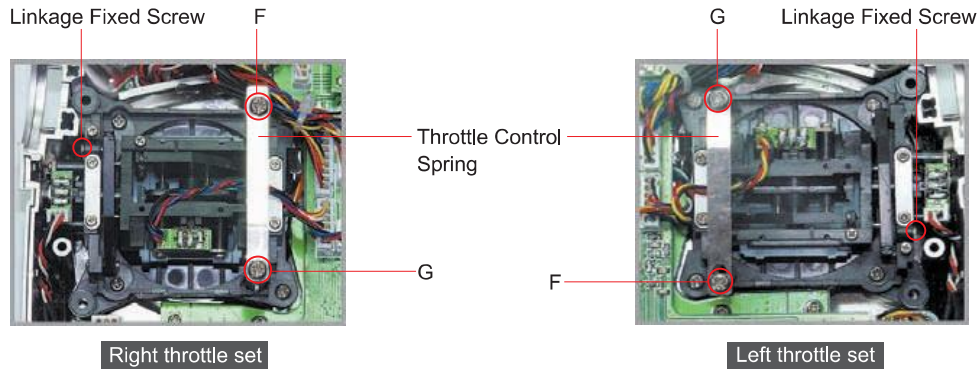 Linkage Fixed Screw
F
G
Linkage Fixed Screw
Throttle Control
Spring
G
F
Right throttle set
Left throttle set